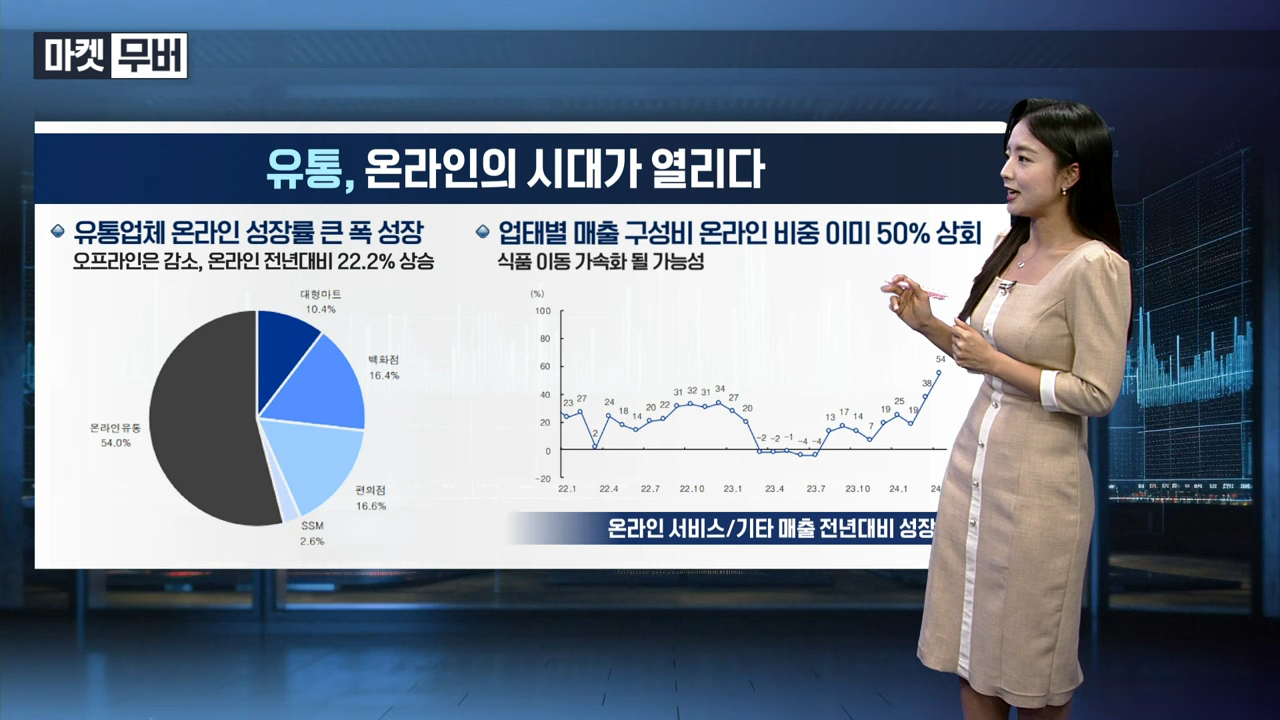 마켓 무버
유통, 온라인의 시대가 열리다
유통업체 온라인 성장률 큰 폭 성장
오프라인은 감소, 온라인 전년대비 22.2% 상승
대형마트
10.4%
백화점
16.4%
온라인유통
54.0%
편의점
16.6%
SSM
2.6%
업태별 매출 구성비 온라인 비중 이미 50% 상회
식품 이동 가속화 될 가능성
(%)
100
80
60
40
20
0
-20
23 27 2 24 18 14 20 22 31 32 31 34 27 20 -2 -2 -1 -4 -4 13 17 14 7 19 25 19 38 54
22.1 22.4 22.7 22.10 23.1 23.4 23.7 23.10 24.1 24
온라인 서비스/기타 매출 전년대비 성장